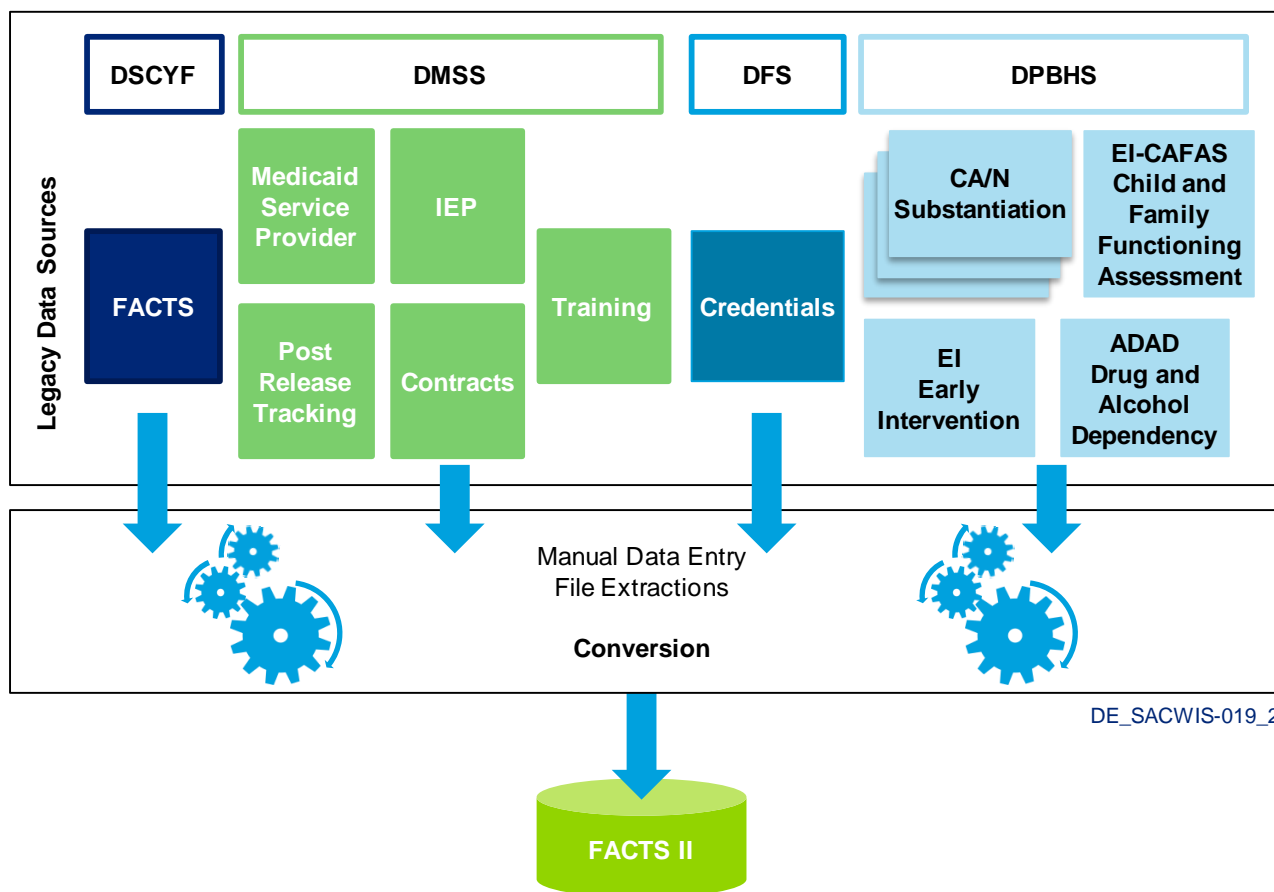 DSCYF
DMSS
DFS
DPBHS
Legacy Data Sources
FACTS
Medicaid
Service
Provider
IEP
Post
Release
Tracking
Contracts
Training
Credentials
CA/N
Substantiation
EI-CAFAS
Child and
Family
Functioning
Assessment
EI
Early
Intervention
ADAD
Drug and
Alcohol
Dependency
Manual Data Entry
File Extractions
Conversion
DE_SACWIS-019_2
FACTS II